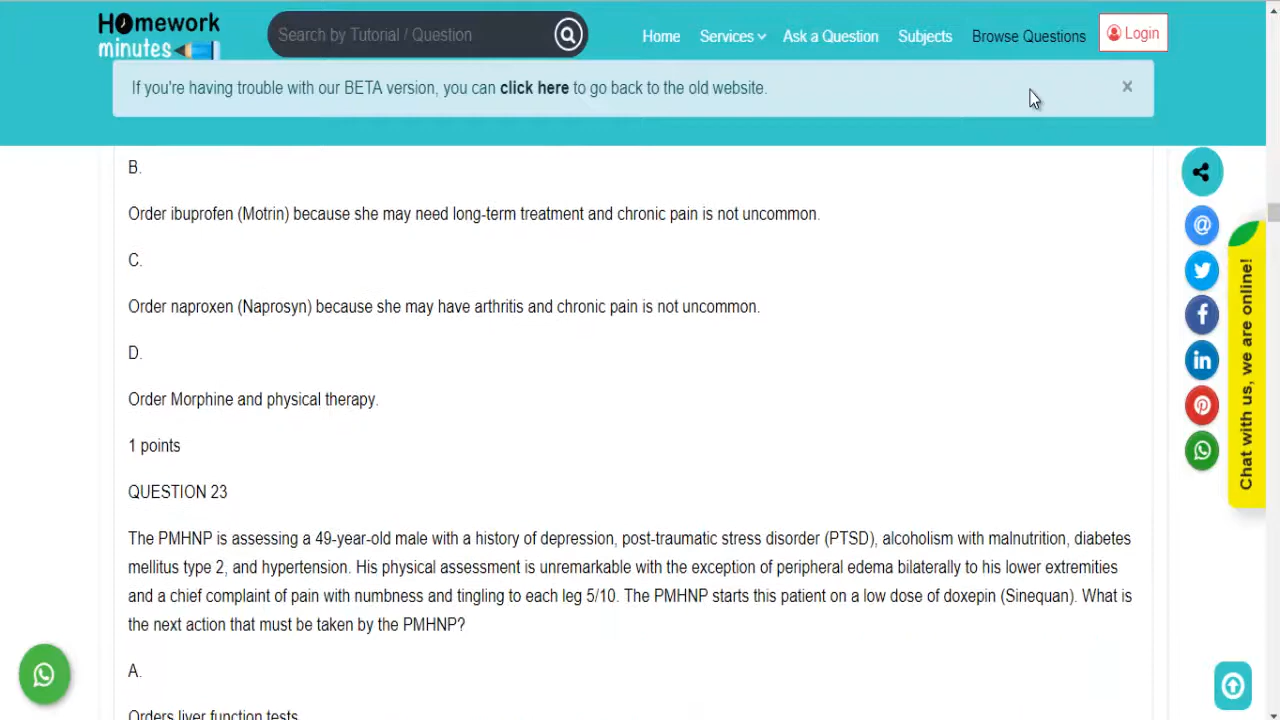 Homework
minutes
Search by Tutorial / Question
Home
Services
Ask a Question
Subjects
Browse Questions
Login
If you're having trouble with our BETA version, you can click here to go back to the old website.
×
B.
Order ibuprofen (Motrin) because she may need long-term treatment and chronic pain is not uncommon.
C.
Order naproxen (Naprosyn) because she may have arthritis and chronic pain is not uncommon.
D.
Order Morphine and physical therapy.
1 points
QUESTION 23
The PMHNP is assessing a 49-year-old male with a history of depression, post-traumatic stress disorder (PTSD), alcoholism with malnutrition, diabetes
mellitus type 2, and hypertension. His physical assessment is unremarkable with the exception of peripheral edema bilaterally to his lower extremities
and a chief complaint of pain with numbness and tingling to each leg 5/10. The PMHNP starts this patient on a low dose of doxepin (Sinequan). What is
the next action that must be taken by the PMHNP?
A.
Orders liver function tests.
Chat with us, we are online!